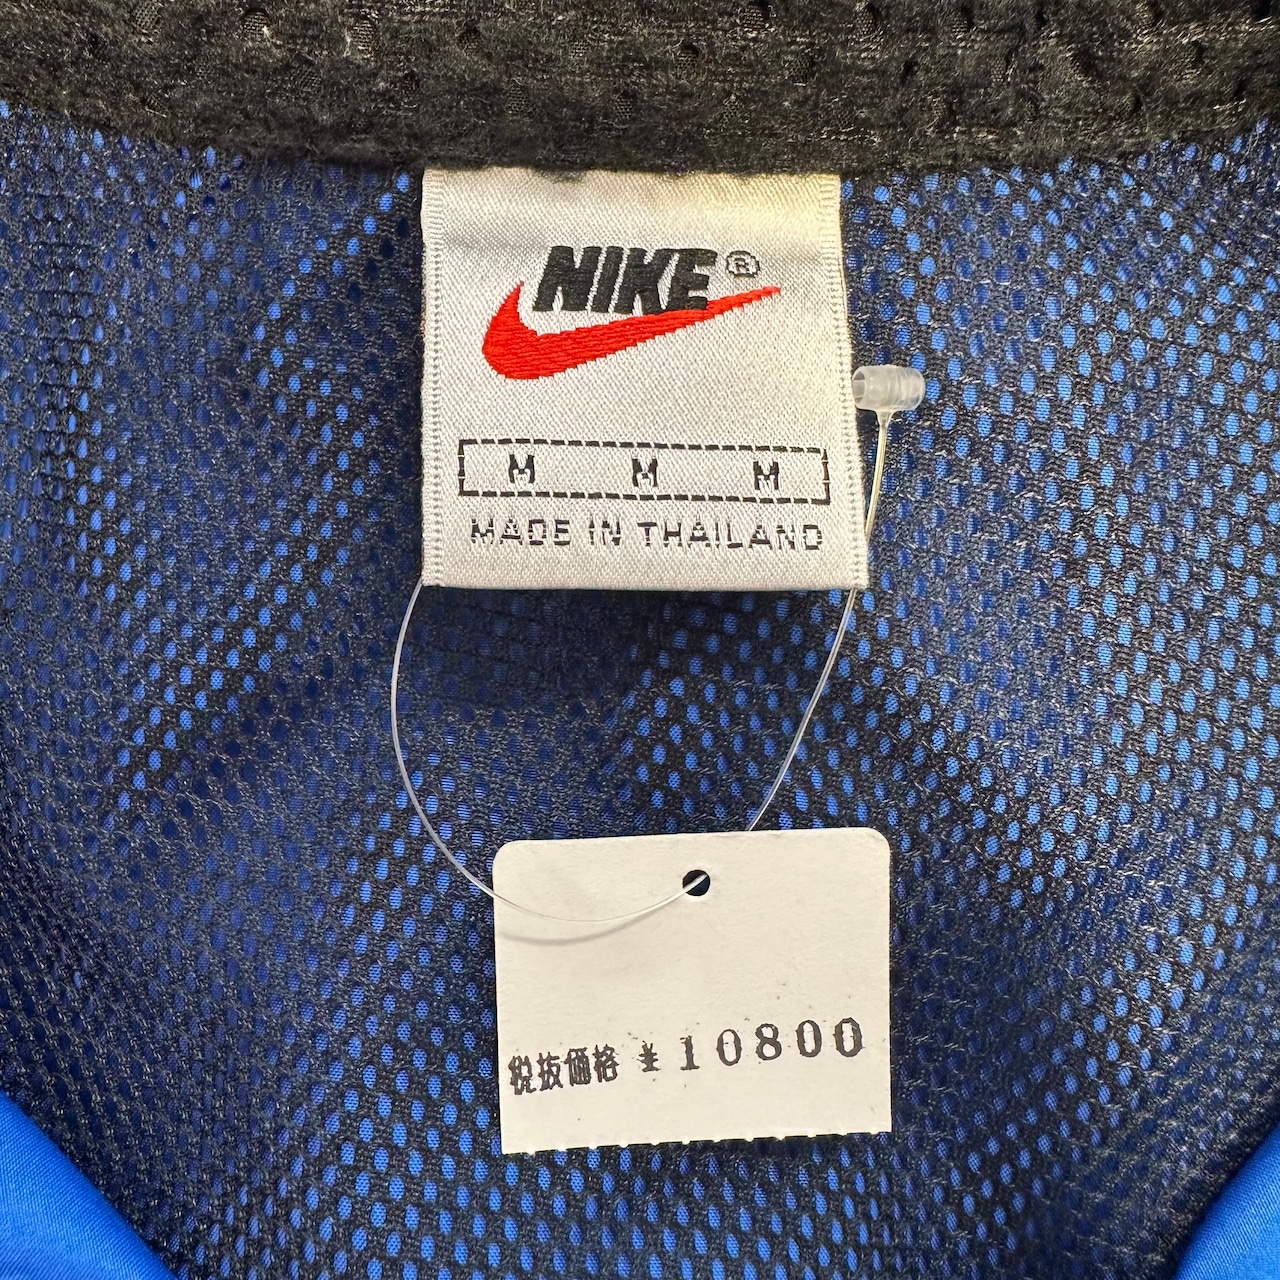 NIKE®
M M M
MADE IN THAILAND
税抜価格 ¥10800